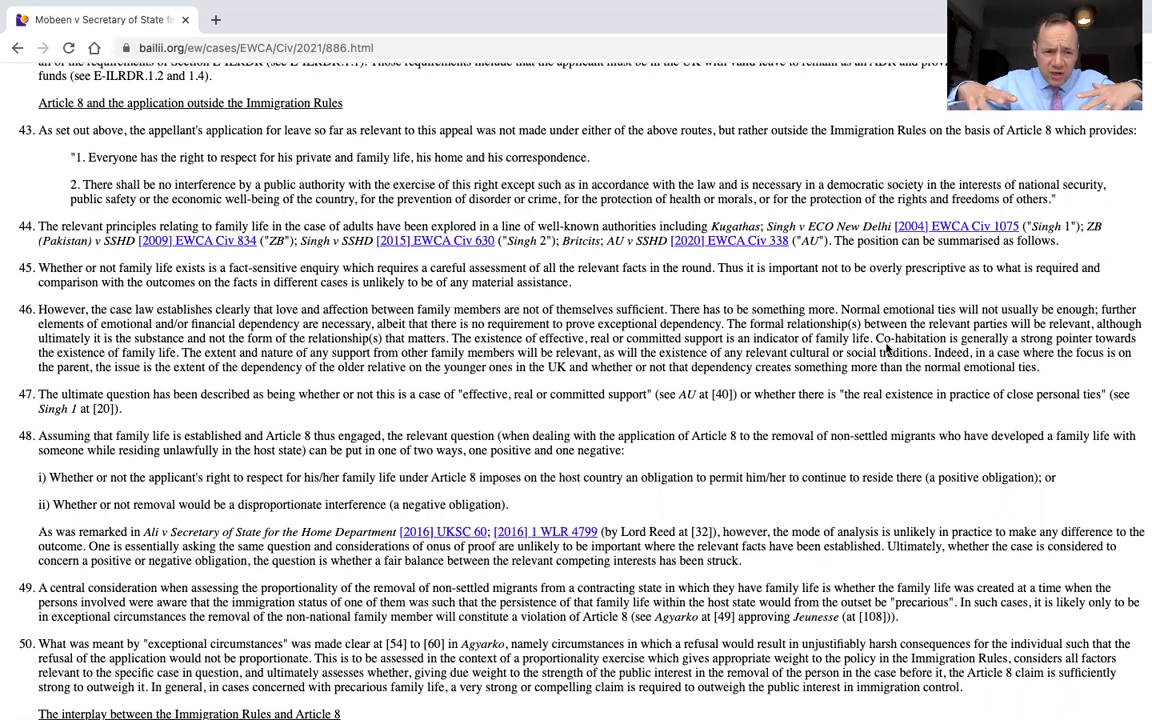 Mobeen v Secretary of State fo
bailii.org/ew/cases/EWCA/Civ/2021/886.html
funds (see E-ILRDR.1.2 and 1.4).
Article 8 and the application outside the Immigration Rules
43. As set out above, the appellant's application for leave so far as relevant to this appeal was not made under either of the above routes, but rather outside the Immigration Rules on the basis of Article 8 which provides:
"1. Everyone has the right to respect for his private and family life, his home and his correspondence.
2. There shall be no interference by a public authority with the exercise of this right except such as in accordance with the law and is necessary in a democratic society in the interests of national security,
public safety or the economic well-being of the country, for the prevention of disorder or crime, for the protection of health or morals, or for the protection of the rights and freedoms of others."
44. The relevant principles relating to family life in the case of adults have been explored in a line of well-known authorities including Kugathas; Singh v ECO New Delhi [2004] EWCA Civ 1075 ("Singh 1"); ZB
(Pakistan) v SSHD [2009] EWCA Civ 834 ("ZB"); Singh v SSHD [2015] EWCA Civ 630 ("Singh 2"); Britcits; AU v SSHD [2020] EWCA Civ 338 ("AU"). The position can be summarised as follows.
45. Whether or not family life exists is a fact-sensitive enquiry which requires a careful assessment of all the relevant facts in the round. Thus it is important not to be overly prescriptive as to what is required and
comparison with the outcomes on the facts in different cases is unlikely to be of any material assistance.
46. However, the case law establishes clearly that love and affection between family members are not of themselves sufficient. There has to be something more. Normal emotional ties will not usually be enough; further
elements of emotional and/or financial dependency are necessary, albeit that there is no requirement to prove exceptional dependency. The formal relationship(s) between the relevant parties will be relevant, although
ultimately it is the substance and not the form of the relationship(s) that matters. The existence of effective, real or committed support is an indicator of family life. Co-habitation is generally a strong pointer towards
the existence of family life. The extent and nature of any support from other family members will be relevant, as will the existence of any relevant cultural or social traditions. Indeed, in a case where the focus is on
the parent, the issue is the extent of the dependency of the older relative on the younger ones in the UK and whether or not that dependency creates something more than the normal emotional ties.
47. The ultimate question has been described as being whether or not this is a case of "effective, real or committed support" (see AU at [40]) or whether there is "the real existence in practice of close personal ties" (see
Singh 1 at [20]).
48. Assuming that family life is established and Article 8 thus engaged, the relevant question (when dealing with the application of Article 8 to the removal of non-settled migrants who have developed a family life with
someone while residing unlawfully in the host state) can be put in one of two ways, one positive and one negative:
i) Whether or not the applicant's right to respect for his/her family life under Article 8 imposes on the host country an obligation to permit him/her to continue to reside there (a positive obligation); or
ii) Whether or not removal would be a disproportionate interference (a negative obligation).
As was remarked in Ali v Secretary of State for the Home Department [2016] UKSC 60; [2016] 1 WLR 4799 (by Lord Reed at [32]), however, the mode of analysis is unlikely in practice to make any difference to the
outcome. One is essentially asking the same question and considerations of onus of proof are unlikely to be important where the relevant facts have been established. Ultimately, whether the case is considered to
concern a positive or negative obligation, the question is whether a fair balance between the relevant competing interests has been struck.
49. A central consideration when assessing the proportionality of the removal of non-settled migrants from a contracting state in which they have family life is whether the family life was created at a time when the
persons involved were aware that the immigration status of one of them was such that the persistence of that family life within the host state would from the outset be "precarious". In such cases, it is likely only to be
in exceptional circumstances the removal of the non-national family member will constitute a violation of Article 8 (see Agyarko at [49] approving Jeunesse (at [108])).
50. What was meant by "exceptional circumstances" was made clear at [54] to [60] in Agyarko, namely circumstances in which a refusal would result in unjustifiably harsh consequences for the individual such that the
refusal of the application would not be proportionate. This is to be assessed in the context of a proportionality exercise which gives appropriate weight to the policy in the Immigration Rules, considers all factors
relevant to the specific case in question, and ultimately assesses whether, giving due weight to the strength of the public interest in the removal of the person in the case before it, the Article 8 claim is sufficiently
strong to outweigh it. In general, in cases concerned with precarious family life, a very strong or compelling claim is required to outweigh the public interest in immigration control.
The interplay between the Immigration Rules and Article 8